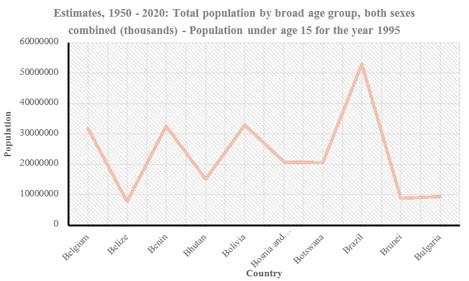 Estimates, 1950 - 2020: Total population by broad age group, both sexes
combined (thousands) - Population under age 15 for the year 1995
60000000
50000000
40000000
30000000
20000000
10000000
0
Population
Belgium
Belize
Benin
Bhutan
Bolivia
Bosnia and…
Botswana
Brazil
Brunei
Bulgaria
Country